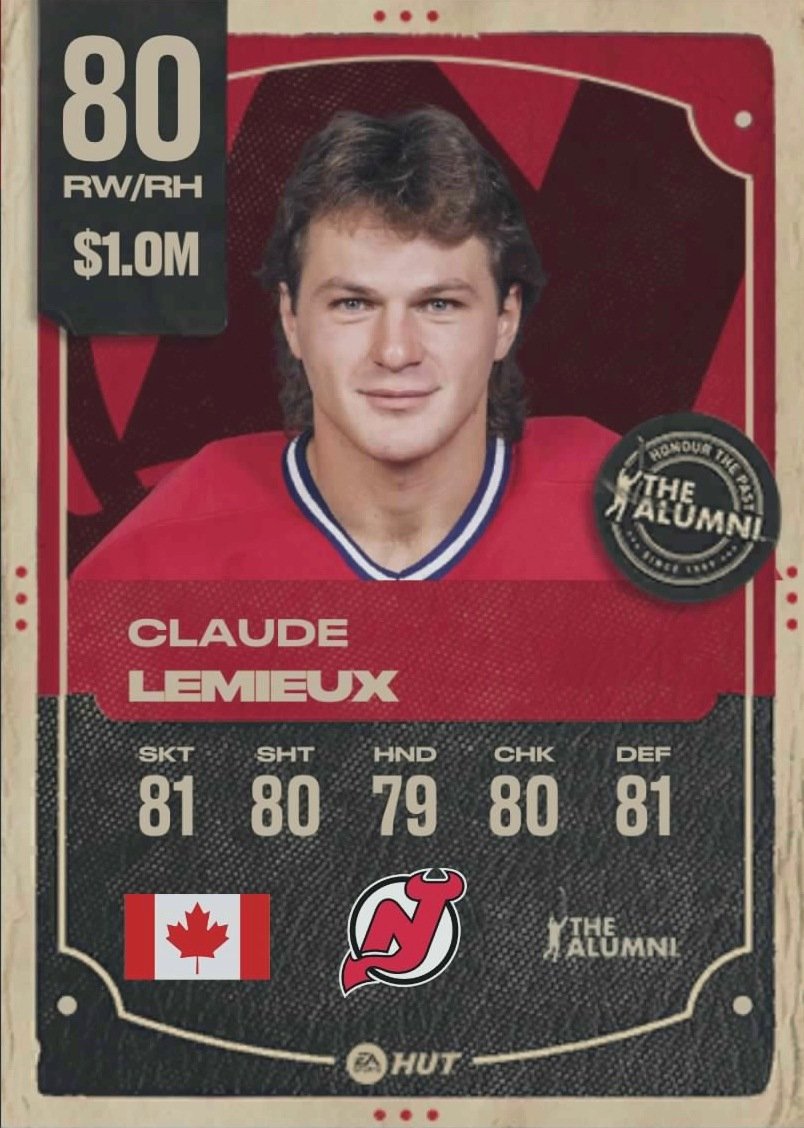 80
RW/RH
$1.0M
HONOUR THE PAST
THE
ALUMNI
CLAUDE
LEMIEUX
SKT SHT HND CHK DEF
81 80 79 80 81
THE
ALUMNI
EA HUT